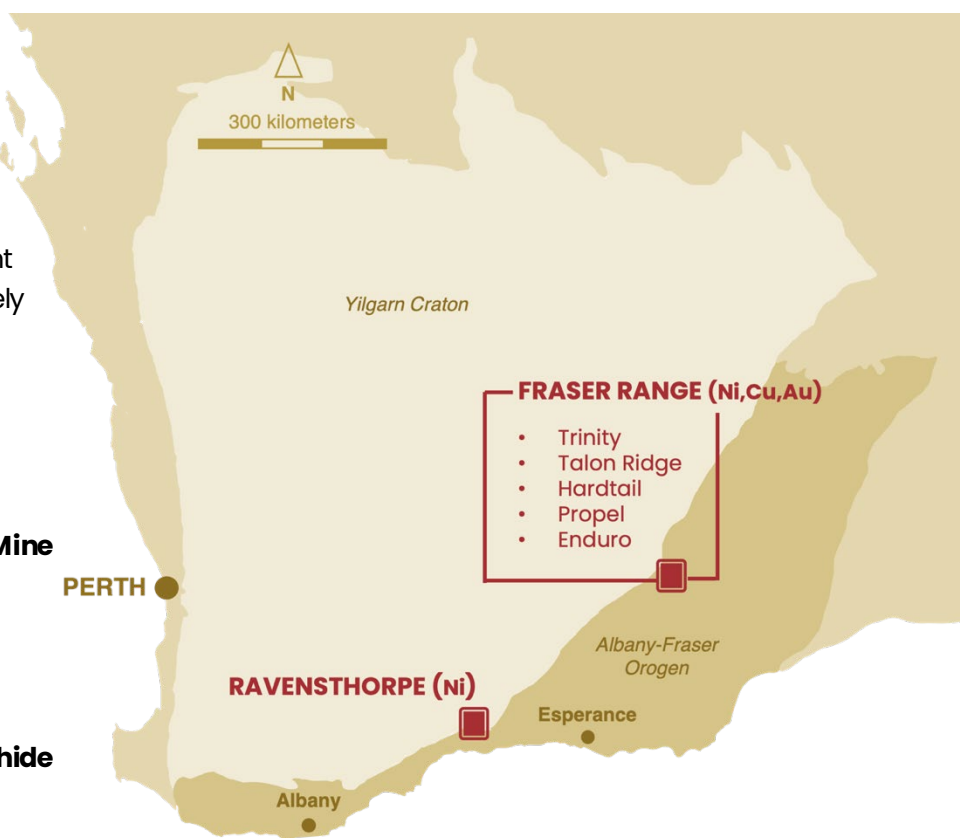 N
300 kilometers
nt
ely
Yilgarn Craton
FRASER RANGE (Ni,Cu,Au)
• Trinity
• Talon Ridge
• Hardtail
• Propel
• Enduro
Mine
PERTH
Albany-Fraser
Orogen
RAVENSTHORPE (Ni)
Esperance
hide
Albany